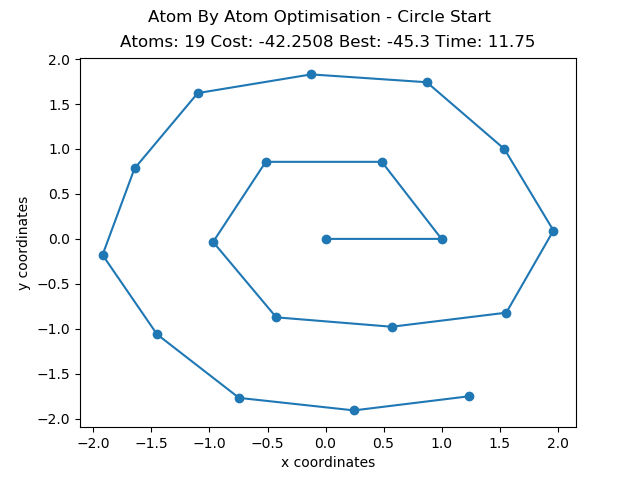 Atom By Atom Optimisation - Circle Start
Atoms: 19 Cost: -42.2508 Best: -45.3 Time: 11.75
2.0
1.5
1.0
0.5
0.0
−0.5
−1.0
−1.5
−2.0
y coordinates
−2.0 −1.5 −1.0 −0.5 0.0 0.5 1.0 1.5 2.0
x coordinates